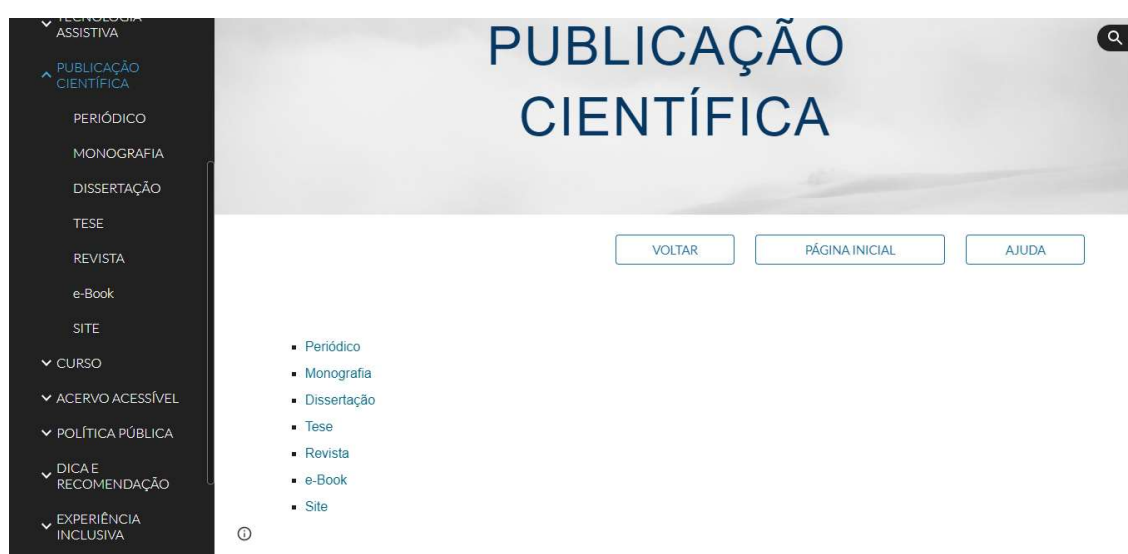 TECNOLOGIA
ASSISTIVA
PUBLICAÇÃO
CIENTÍFICA
PERIÓDICO
MONOGRAFIA
DISSERTAÇÃO
TESE
REVISTA
e-Book
SITE
CURSO
ACERVO ACESSÍVEL
POLÍTICA PÚBLICA
DICA E
RECOMENDAÇÃO
EXPERIÊNCIA
INCLUSIVA
PUBLICAÇÃO
CIENTÍFICA
VOLTAR PÁGINA INICIAL AJUDA
Periódico
Monografia
Dissertação
Tese
Revista
e-Book
Site